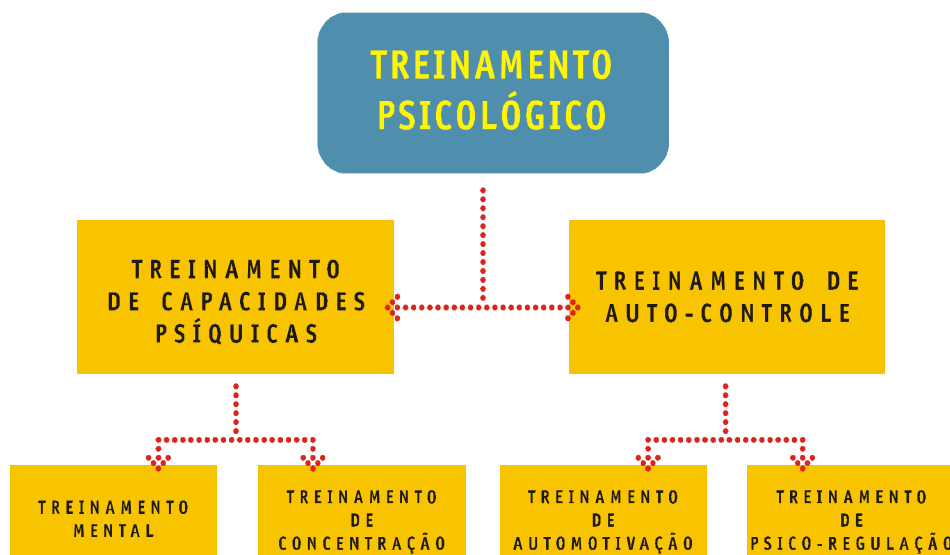 TREINAMENTO
PSICOLÓGICO
TREINAMENTO
DE CAPACIDADES
PSÍQUICAS
TREINAMENTO DE
AUTO-CONTROLE
TREINAMENTO
MENTAL
TREINAMENTO
DE
CONCENTRAÇÃO
TREINAMENTO
DE
AUTOMOTIVAÇÃO
TREINAMENTO
DE
PSICO-REGULAÇÃO